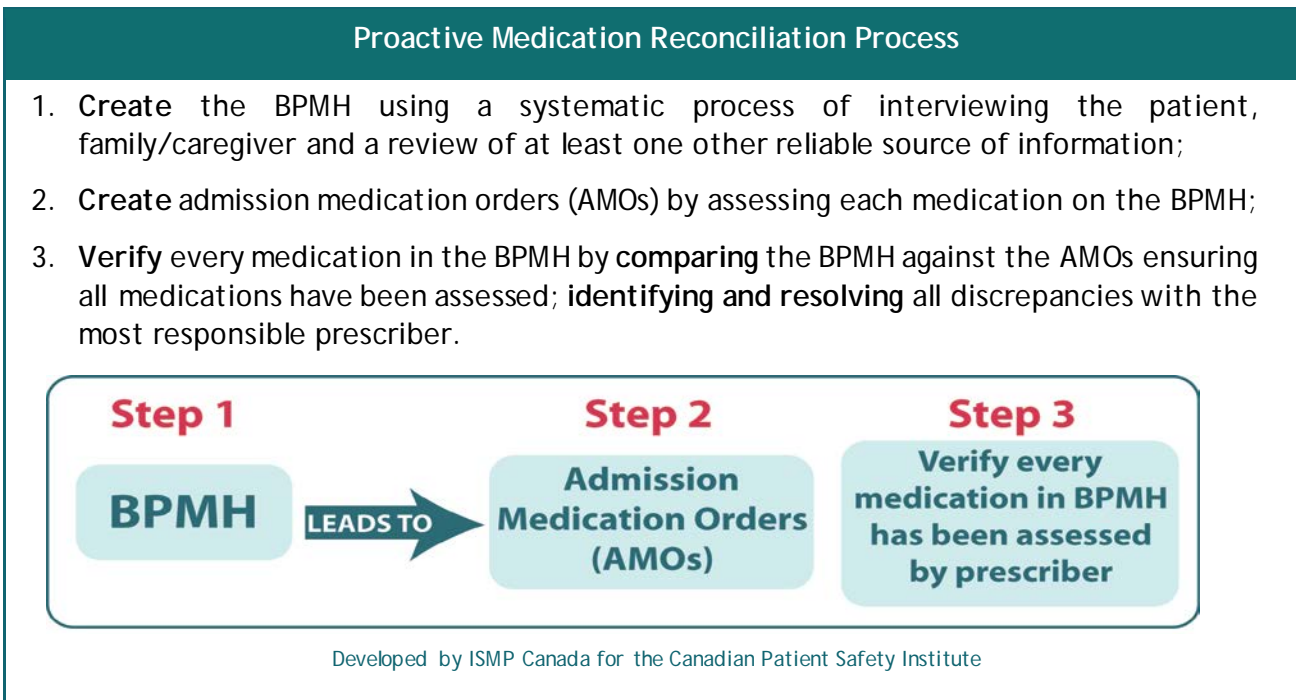 Proactive Medication Reconciliation Process
1. Create the BPMH using a systematic process of interviewing the patient,
family/caregiver and a review of at least one other reliable source of information;
2. Create admission medication orders (AMOs) by assessing each medication on the BPMH;
3. Verify every medication in the BPMH by comparing the BPMH against the AMOs ensuring
all medications have been assessed; identifying and resolving all discrepancies with the
most responsible prescriber.
Step 1
BPMH
LEADS TO
Step 2
Admission
Medication Orders
(AMOs)
Step 3
Verify every
medication in BPMH
has been assessed
by prescriber
Developed by ISMP Canada for the Canadian Patient Safety Institute